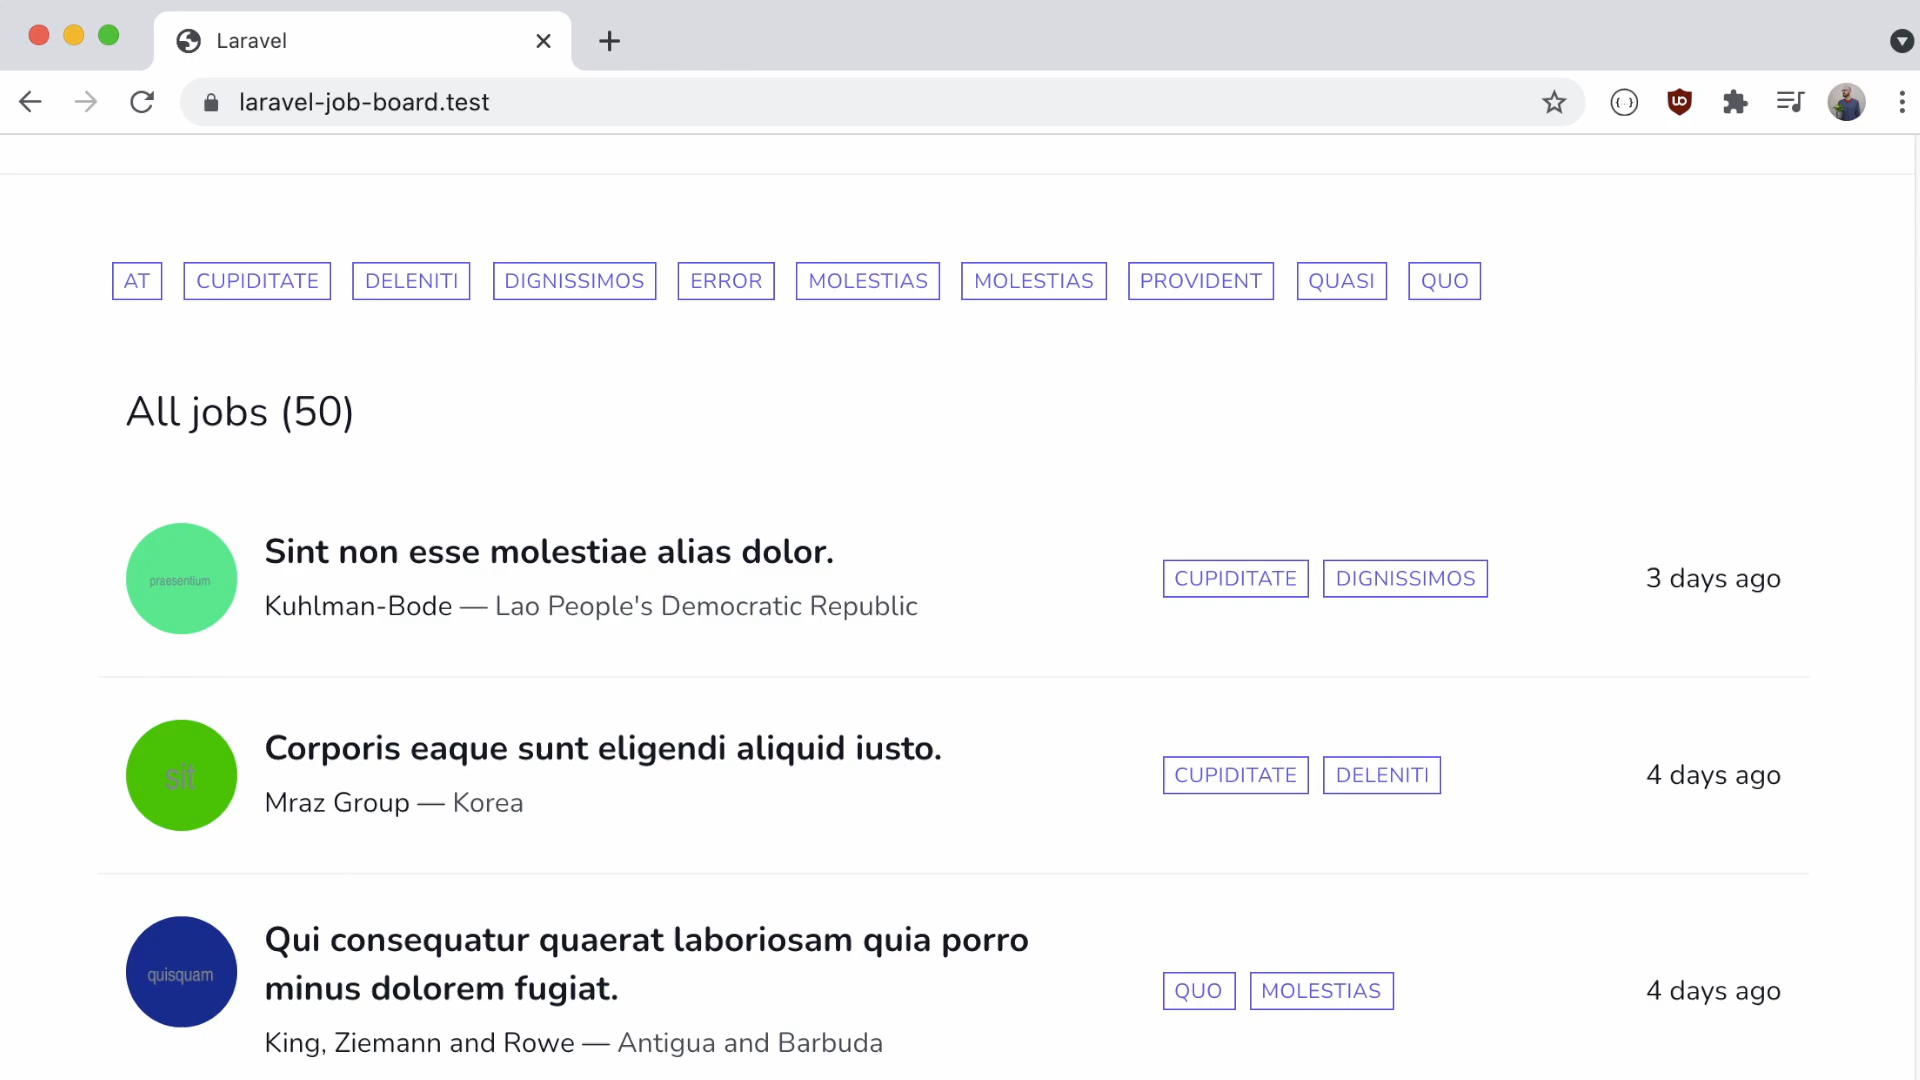 Laravel
laravel-job-board.test
AT CUPIDITATE DELENITI DIGNISSIMOS ERROR MOLESTIAS MOLESTIAS PROVIDENT QUASI QUO
All jobs (50)
praesentium
Sint non esse molestiae alias dolor.
Kuhlman-Bode — Lao People's Democratic Republic
CUPIDITATE DIGNISSIMOS
3 days ago
sit
Corporis eaque sunt eligendi aliquid iusto.
Mraz Group — Korea
CUPIDITATE DELENITI
4 days ago
quisquam
Qui consequatur quaerat laboriosam quia porro
minus dolorem fugiat.
King, Ziemann and Rowe — Antigua and Barbuda
QUO MOLESTIAS
4 days ago